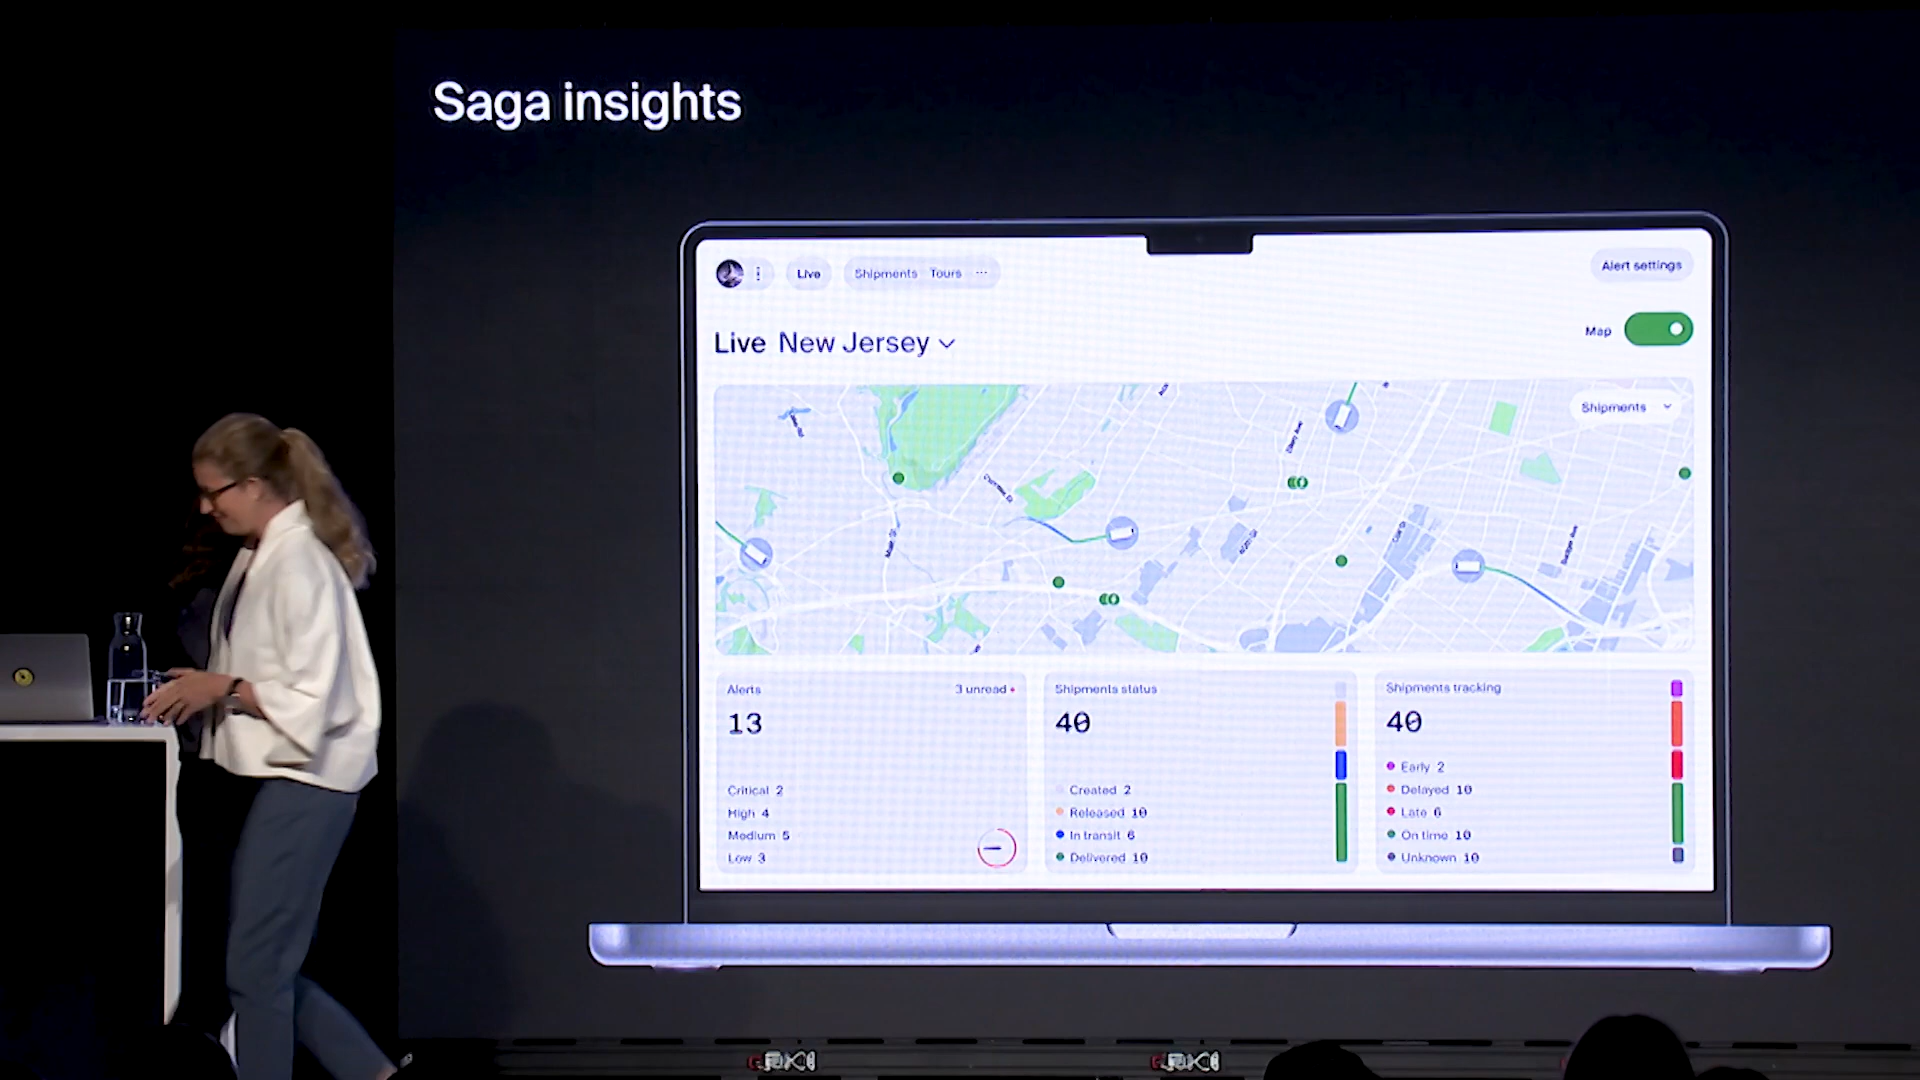 Saga insights
Live
Shipments Tours ...
Alert settings
Live New Jersey
Map
Shipments
Alerts
3 unread
13
Critical 2
High 4
Medium 5
Low 3
Shipments status
40
Created 2
Released 10
In transit 6
Delivered 10
Shipments tracking
40
Early 2
Delayed 10
Late 6
On time 10
Unknown 10